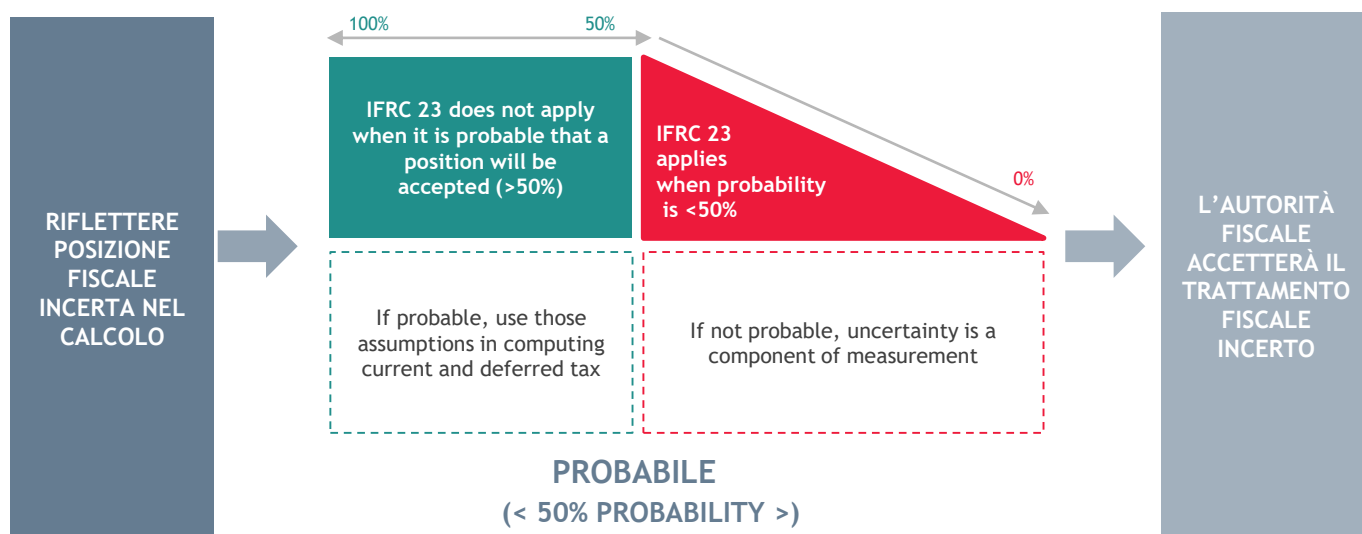 RIFLETTERE
POSIZIONE
FISCALE
INCERTA NEL
CALCOLO
100%
50%
IFRC 23 does not apply
when it is probable that a
position will be
accepted (>50%)
IFRC 23
applies
when probability
is <50%
0%
If probable, use those
assumptions in computing
current and deferred tax
If not probable, uncertainty is a
component of measurement
PROBABILE
(< 50% PROBABILITY >)
L’AUTORITÀ
FISCALE
ACCETTERÀ IL
TRATTAMENTO
FISCALE
INCERTO